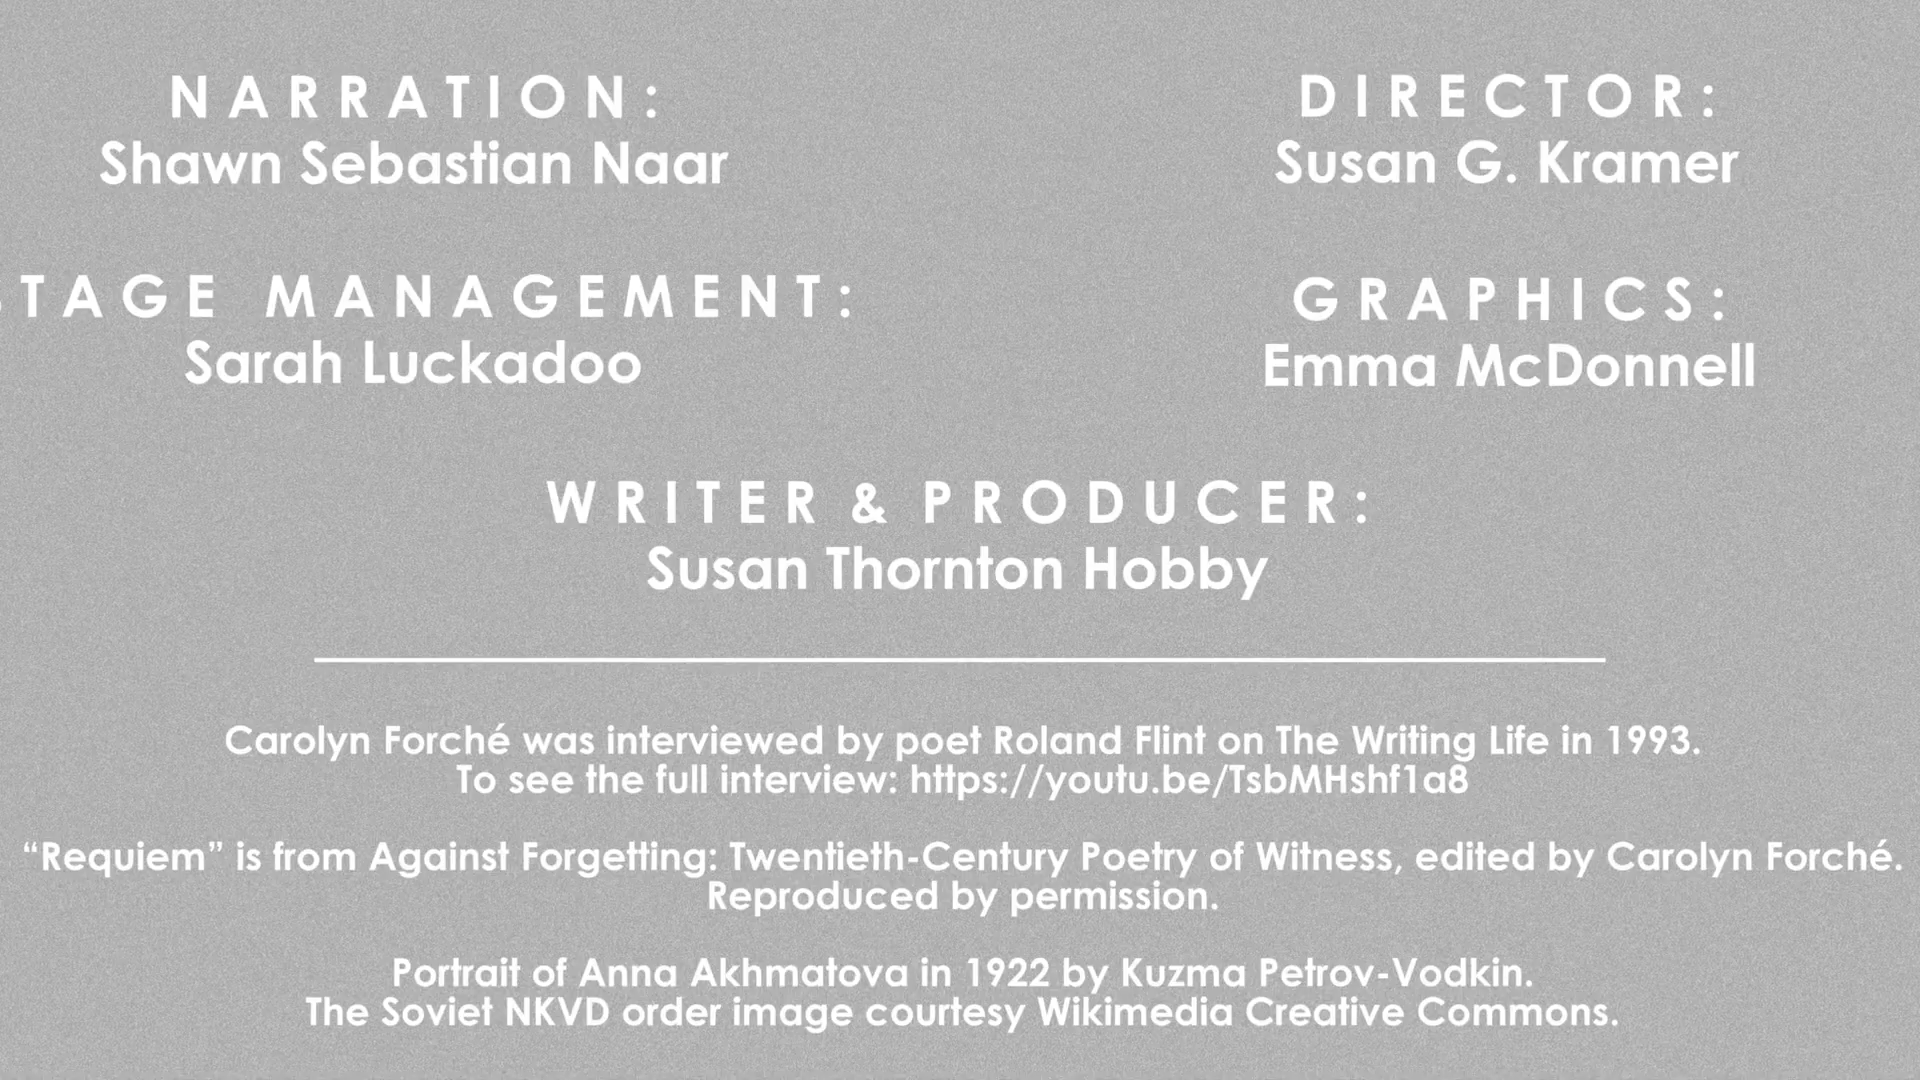 NARRATION:
Shawn Sebastian Naar
DIRECTOR:
Susan G. Kramer
STAGE MANAGEMENT:
Sarah Luckadoo
GRAPHICS:
Emma McDonnell
WRITER & PRODUCER:
Susan Thornton Hobby
Carolyn Forché was interviewed by poet Roland Flint on The Writing Life in 1993.
To see the full interview: https://youtu.be/TsbMHshf1a8
“Requiem” is from Against Forgetting: Twentieth-Century Poetry of Witness, edited by Carolyn Forché.
Reproduced by permission.
Portrait of Anna Akhmatova in 1922 by Kuzma Petrov-Vodkin.
The Soviet NKVD order image courtesy Wikimedia Creative Commons.